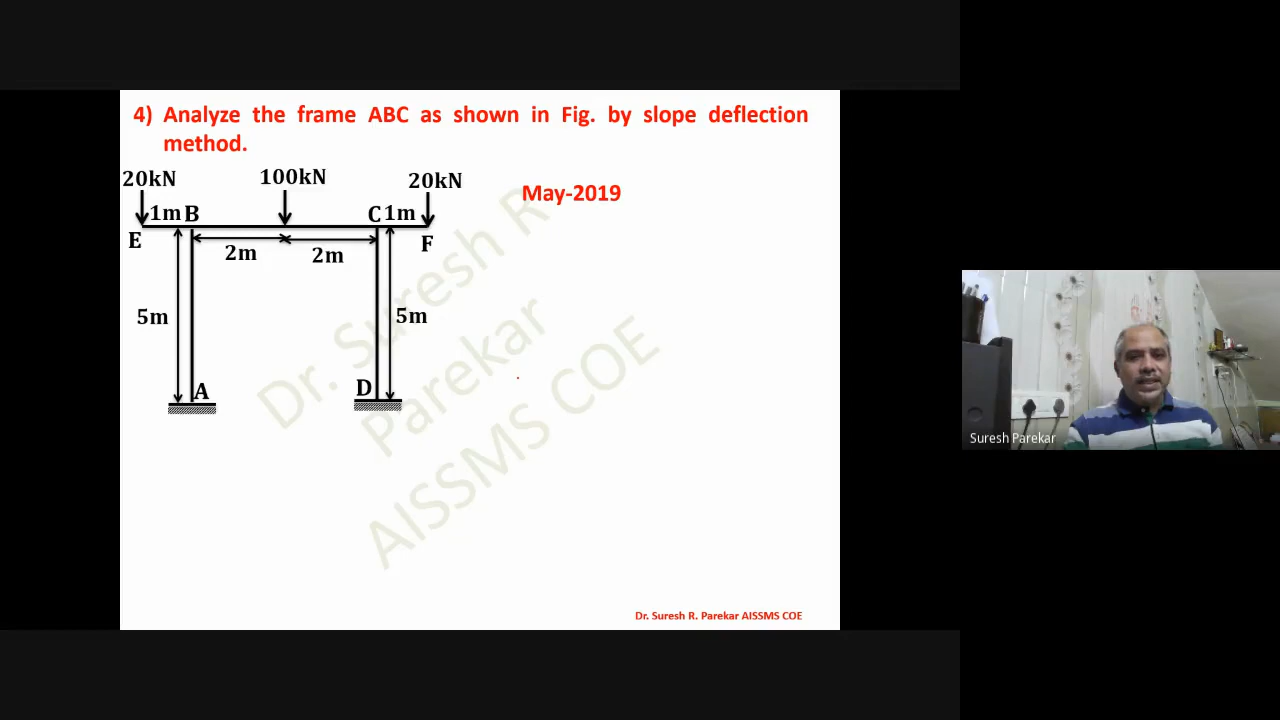 4) Analyze the frame ABC as shown in Fig. by slope deflection
method.
May-2019
20kN
100kN
20kN
1m B
C 1m
E
F
2m
2m
5m
5m
A
D
Dr. Suresh R
Parekar
AISSMS COE
Dr. Suresh R. Parekar AISSMS COE
Suresh Parekar